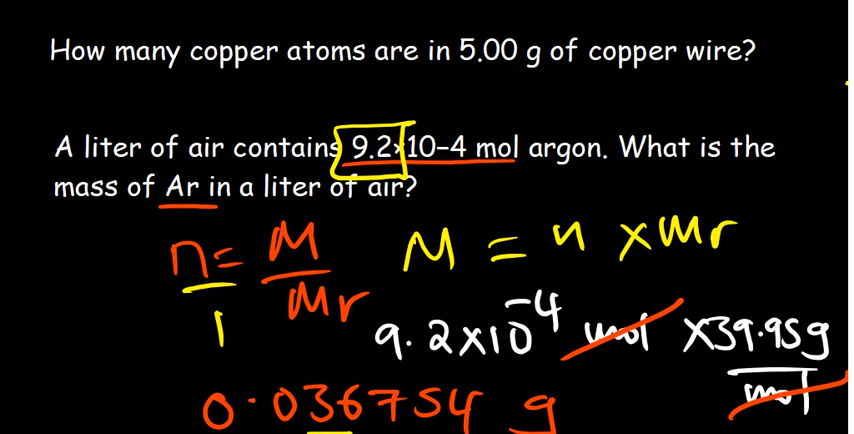 How many copper atoms are in 5.00 g of copper wire?
A liter of air contains 9.2×10−4 mol argon. What is the
mass of Ar in a liter of air?
n = M / Mr
1
M = n × Mr
9.2×10⁻⁴ mol × 39.95g / mol
0.036754 g